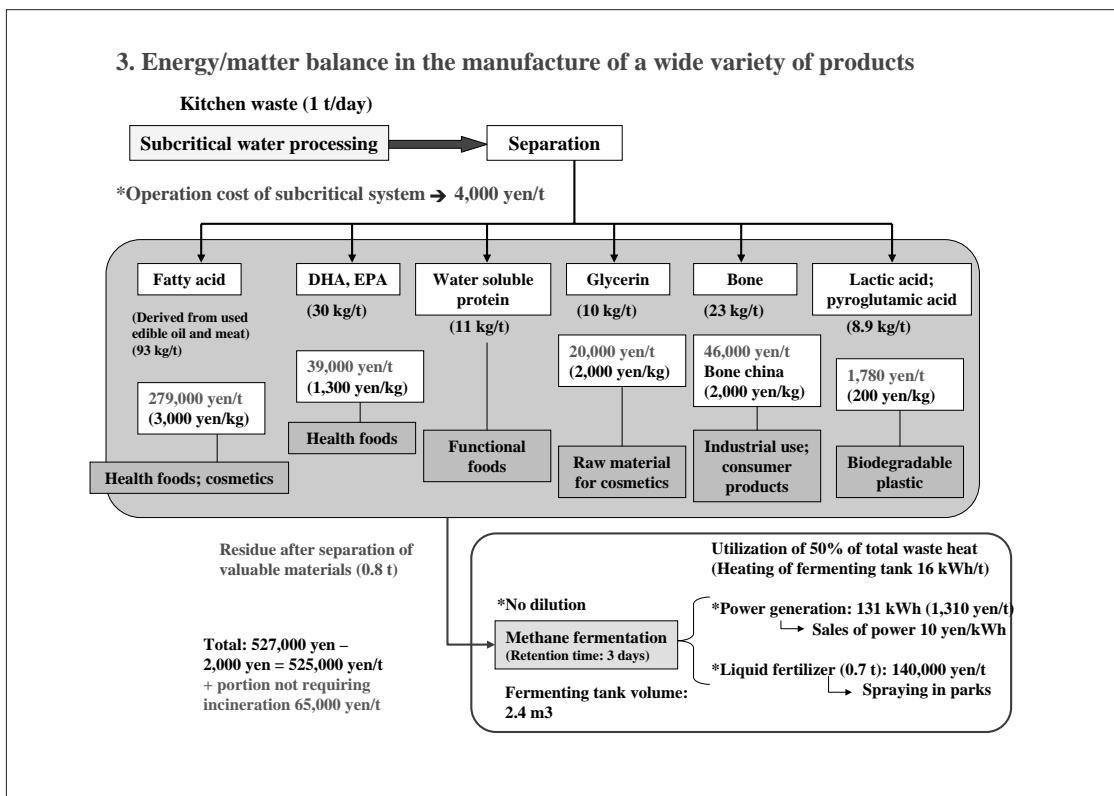 3. Energy/matter balance in the manufacture of a wide variety of products
Kitchen waste (1 t/day)
Subcritical water processing
Separation
*Operation cost of subcritical system → 4,000 yen/t
Fatty acid
(Derived from used
edible oil and meat)
(93 kg/t)
279,000 yen/t
(3,000 yen/kg)
Health foods; cosmetics
DHA, EPA
(30 kg/t)
39,000 yen/t
(1,300 yen/kg)
Health foods
Water soluble
protein
(11 kg/t)
Functional
foods
Glycerin
(10 kg/t)
20,000 yen/t
(2,000 yen/kg)
Raw material
for cosmetics
Bone
(23 kg/t)
46,000 yen/t
Bone china
(2,000 yen/kg)
Industrial use;
consumer
products
Lactic acid;
pyroglutamic acid
(8.9 kg/t)
1,780 yen/t
(200 yen/kg)
Biodegradable
plastic
Residue after separation of
valuable materials (0.8 t)
Total: 527,000 yen –
2,000 yen = 525,000 yen/t
+ portion not requiring
incineration 65,000 yen/t
Utilization of 50% of total waste heat
(Heating of fermenting tank 16 kWh/t)
*No dilution
Methane fermentation
(Retention time: 3 days)
Fermenting tank volume:
2.4 m3
*Power generation: 131 kWh (1,310 yen/t)
Sales of power 10 yen/kWh
*Liquid fertilizer (0.7 t): 140,000 yen/t
Spraying in parks